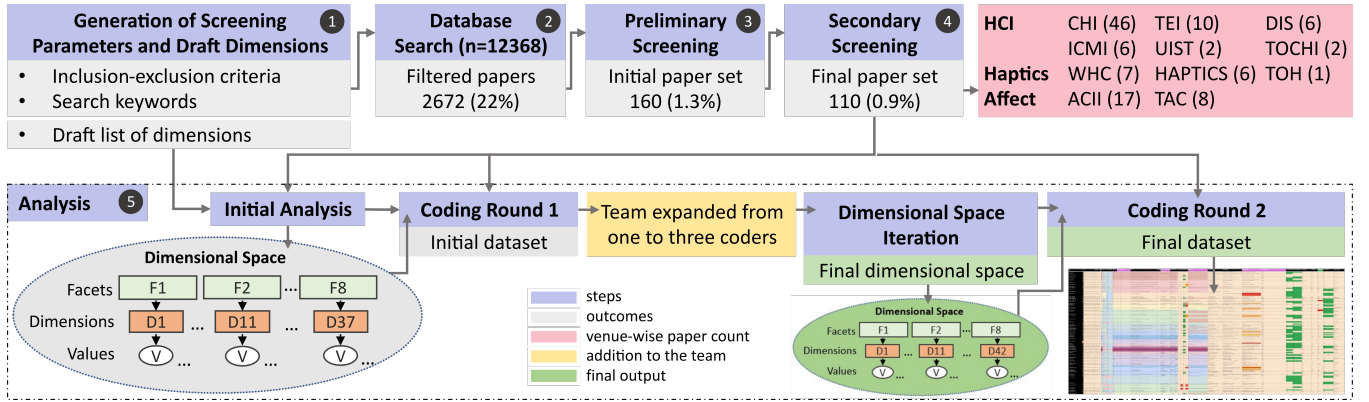 Generation of Screening
Parameters and Draft Dimensions
1
• Inclusion-exclusion criteria
• Search keywords
• Draft list of dimensions
Database
Search (n=12368)
2
Filtered papers
2672 (22%)
Preliminary
Screening
3
Initial paper set
160 (1.3%)
Secondary
Screening
4
Final paper set
110 (0.9%)
HCI CHI (46) TEI (10) DIS (6)
ICMI (6) UIST (2) TOCHI (2)
Haptics WHC (7) HAPTICS (6) TOH (1)
Affect ACII (17) TAC (8)
Analysis 5
Initial Analysis
Coding Round 1
Initial dataset
Team expanded from
one to three coders
Dimensional Space
Iteration
Final dimensional space
Coding Round 2
Final dataset
Dimensional Space
Facets F1 F2 ... F8
Dimensions D1 ... D11 ... D37
Values V ... V ... V ...
steps
outcomes
venue-wise paper count
addition to the team
final output
Dimensional Space
Facets F1 F2 ... F8
Dimensions D1 ... D11 ... D42
Values V ... V ... V ...